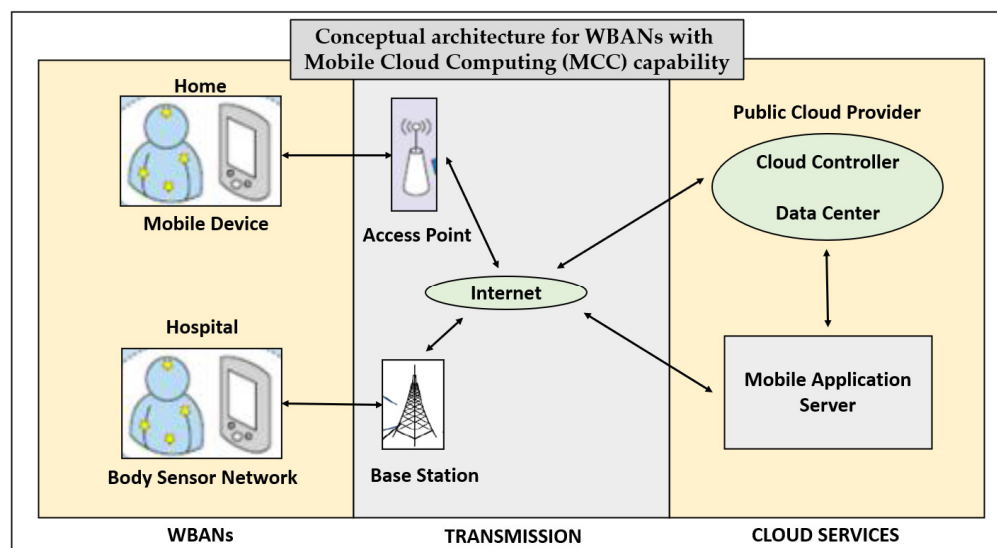 Conceptual architecture for WBANs with
Mobile Cloud Computing (MCC) capability
Home
Mobile Device
Hospital
Body Sensor Network
WBANs
Access Point
Internet
Base Station
TRANSMISSION
Public Cloud Provider
Cloud Controller
Data Center
Mobile Application
Server
CLOUD SERVICES